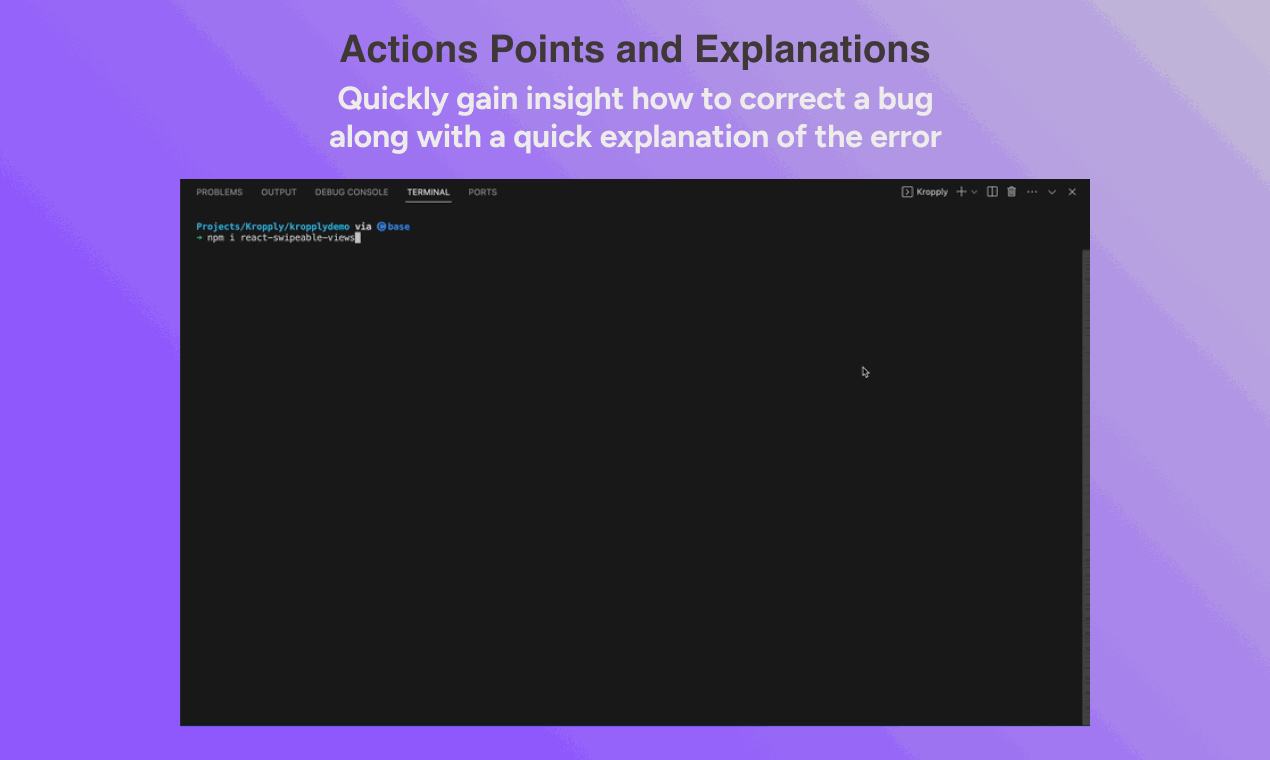 Actions Points and Explanations
Quickly gain insight how to correct a bug
along with a quick explanation of the error
PROBLEMS OUTPUT DEBUG CONSOLE TERMINAL PORTS Kropply
Projects/Kropply/kropplydemo via base
→ npm i react-swipeable-views